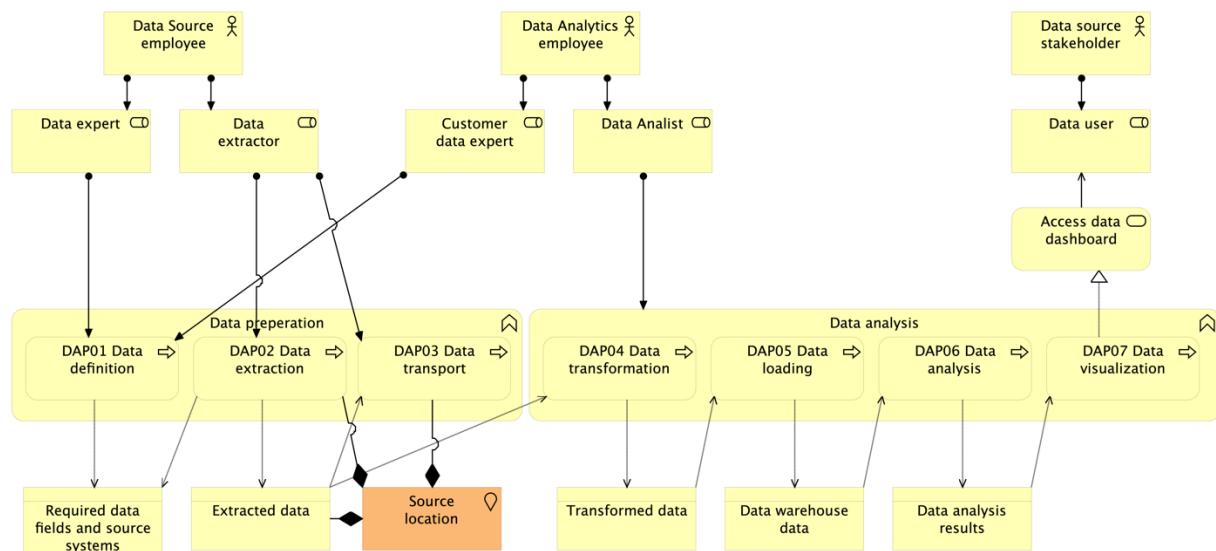 Data Source
employee
Data Analytics
employee
Data source
stakeholder
Data expert
Data
extractor
Customer
data expert
Data Analist
Data user
Access data
dashboard
Data preperation
Data analysis
DAP01 Data
definition
DAP02 Data
extraction
DAP03 Data
transport
DAP04 Data
transformation
DAP05 Data
loading
DAP06 Data
analysis
DAP07 Data
visualization
Required data
fields and source
systems
Extracted data
Source
location
Transformed data
Data warehouse
data
Data analysis
results